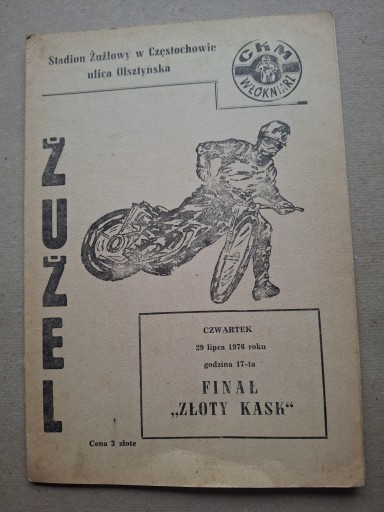 Stadion Żużlowy w Częstochowie
ulica Olsztyńska
CKM
WŁÓKNIARZ
ŻUŻEL
CZWARTEK
29 lipca 1976 roku
godzina 17-ta
FINAŁ
„ZŁOTY KASK"
Cena 3 złote